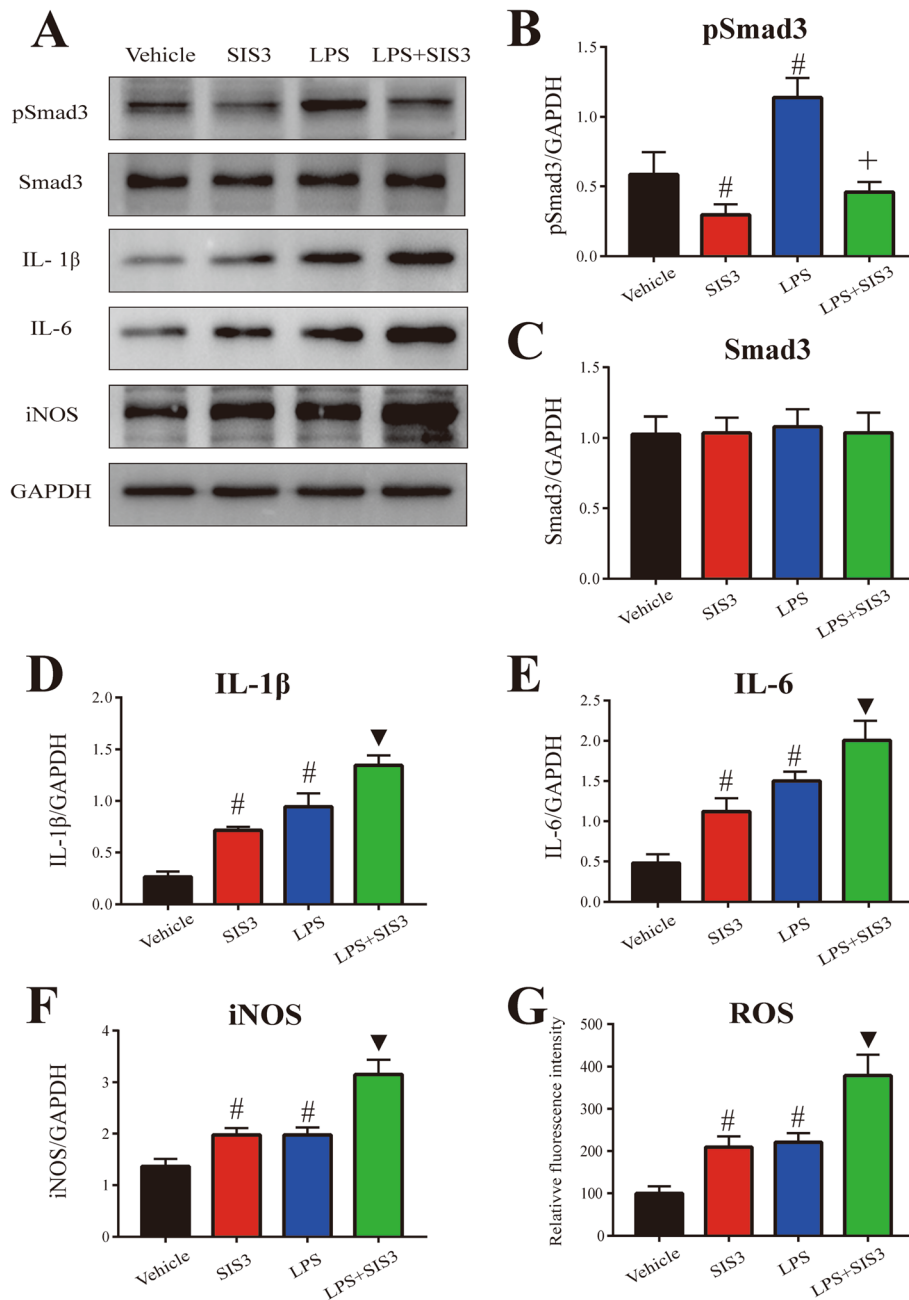 A
Vehicle SIS3 LPS LPS+SIS3
pSmad3
Smad3
IL- 1β
IL-6
iNOS
GAPDH
B
pSmad3
pSmad3/GAPDH
1.5
1.0
0.5
0.0
#
#
+
Vehicle SIS3 LPS LPS+SIS3
C
Smad3
Smad3/GAPDH
1.5
1.0
0.5
0.0
Vehicle SIS3 LPS LPS+SIS3
D
IL-1β
IL-1β/GAPDH
2.0
1.5
1.0
0.5
0.0
# # ▼
Vehicle SIS3 LPS LPS+SIS3
E
IL-6
IL-6/GAPDH
2.5
2.0
1.5
1.0
0.5
0.0
# # ▼
Vehicle SIS3 LPS LPS+SIS3
F
iNOS
iNOS/GAPDH
4
3
2
1
0
# # ▼
Vehicle SIS3 LPS LPS+SIS3
G
ROS
Relativve fluorescence intensity
500
400
300
200
100
0
# # ▼
Vehicle SIS3 LPS LPS+SIS3